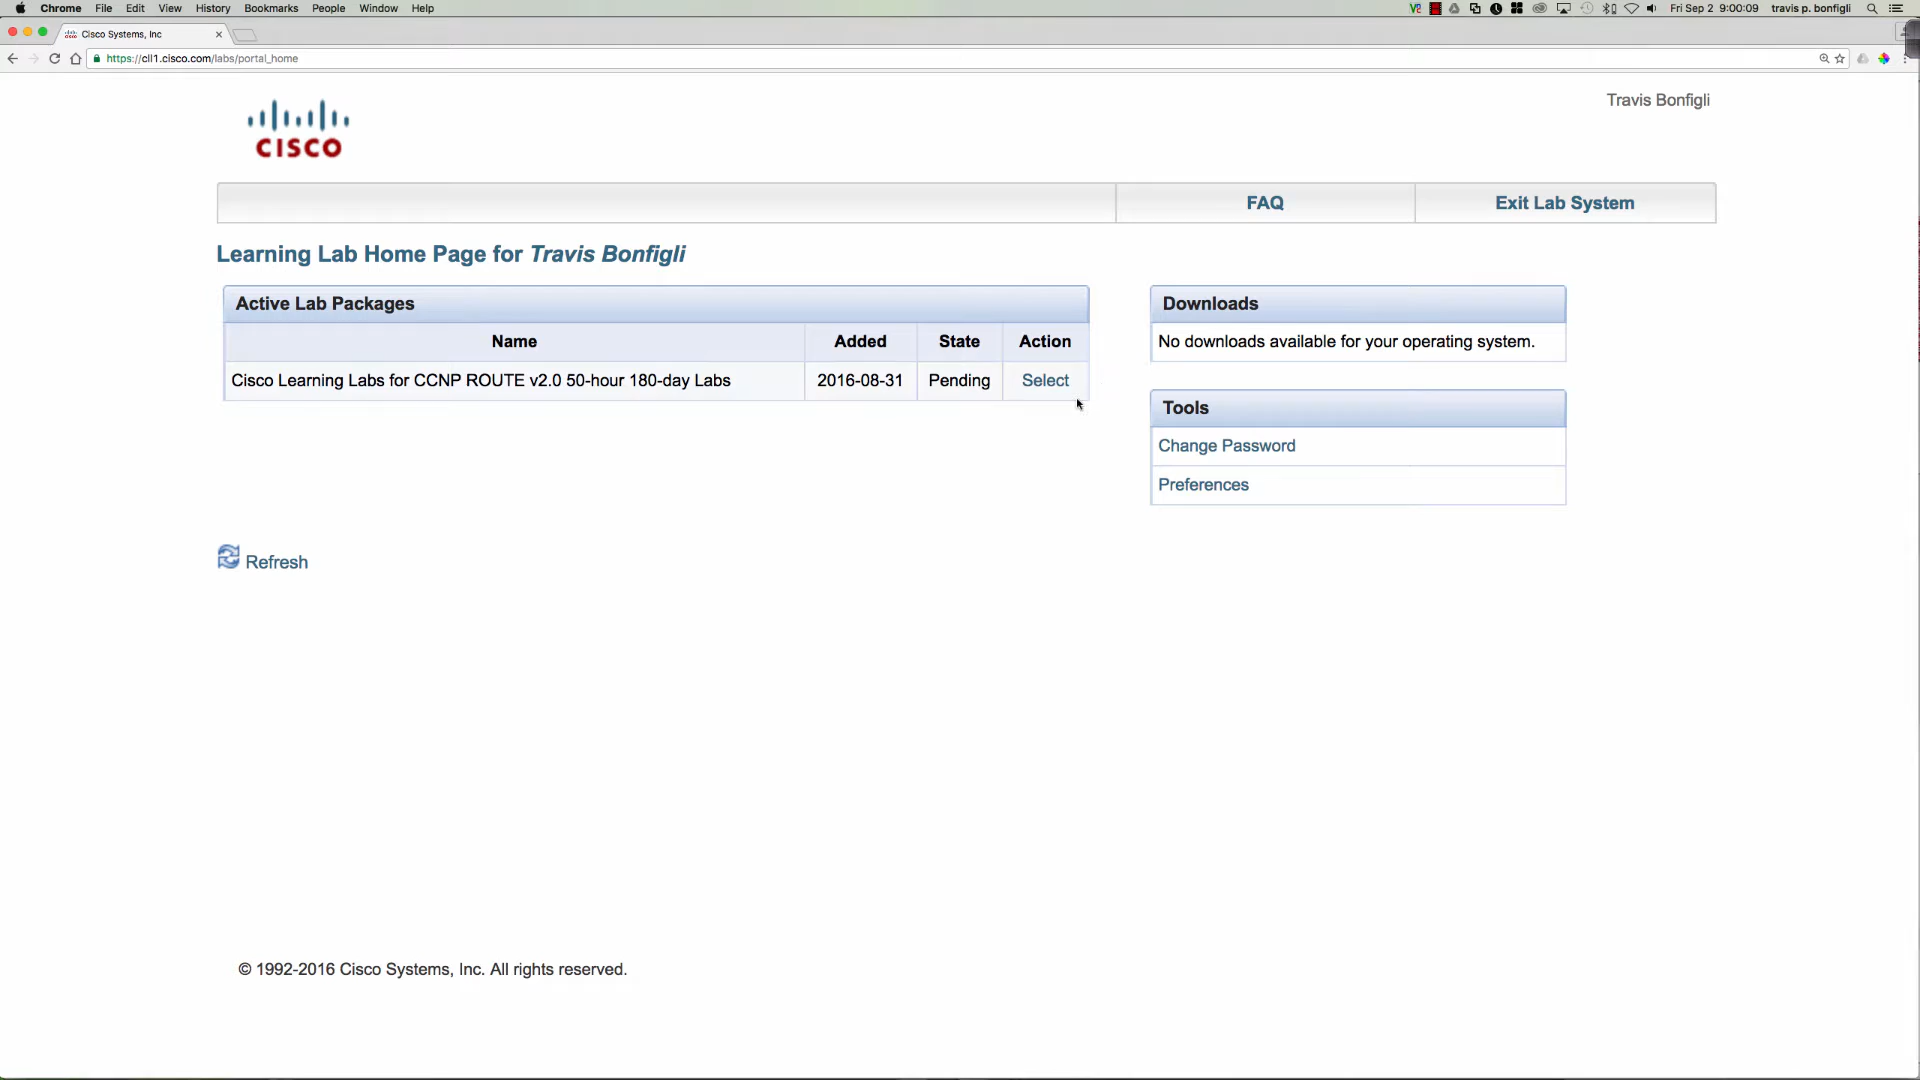 Chrome File Edit View History Bookmarks People Window Help
Fri Sep 2 9:00:09 travis p. bonfigli
Cisco Systems, Inc
https://cll1.cisco.com/labs/portal_home
Travis Bonfigli
CISCO
FAQ
Exit Lab System
Learning Lab Home Page for Travis Bonfigli
Active Lab Packages
Name Added State Action
Cisco Learning Labs for CCNP ROUTE v2.0 50-hour 180-day Labs 2016-08-31 Pending Select
Downloads
No downloads available for your operating system.
Tools
Change Password
Preferences
Refresh
© 1992-2016 Cisco Systems, Inc. All rights reserved.